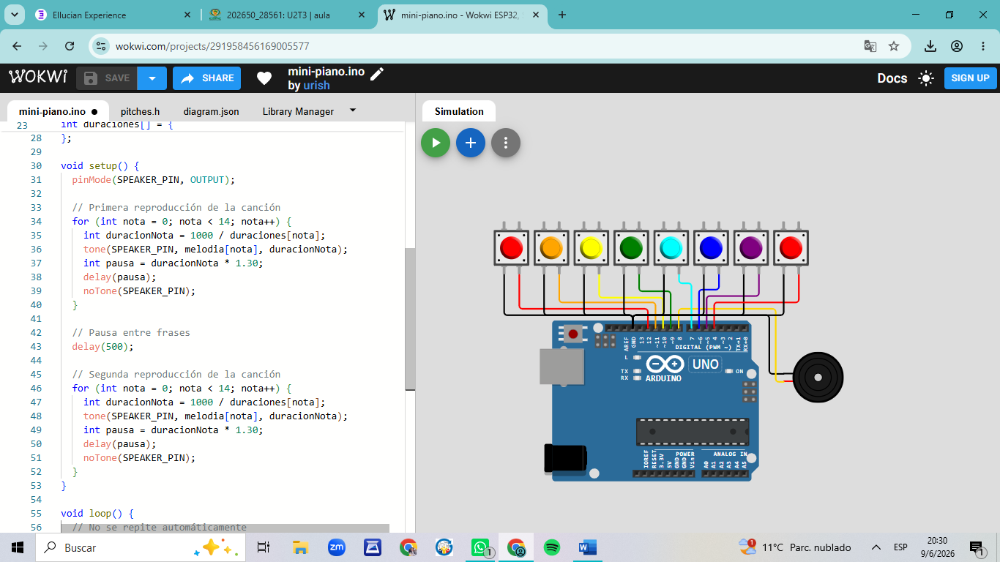 Ellucian Experience
202650_28561: U2T3 | aula
mini-piano.ino - Wokwi ESP32,
wokwi.com/projects/291958456169005577
WOKWI
SAVE
SHARE
mini-piano.ino
by urish
Docs
SIGN UP
mini-piano.ino
pitches.h
diagram.json
Library Manager
Simulation
23 int duraciones[] = {
28 };
29
30 void setup() {
31 pinMode(SPEAKER_PIN, OUTPUT);
32
33 // Primera reproducción de la canción
34 for (int nota = 0; nota < 14; nota++) {
35 int duracionNota = 1000 / duraciones[nota];
36 tone(SPEAKER_PIN, melodia[nota], duracionNota);
37 int pausa = duracionNota * 1.30;
38 delay(pausa);
39 noTone(SPEAKER_PIN);
40 }
41
42 // Pausa entre frases
43 delay(500);
44
45 // Segunda reproducción de la canción
46 for (int nota = 0; nota < 14; nota++) {
47 int duracionNota = 1000 / duraciones[nota];
48 tone(SPEAKER_PIN, melodia[nota], duracionNota);
49 int pausa = duracionNota * 1.30;
50 delay(pausa);
51 noTone(SPEAKER_PIN);
52 }
53 }
54
55 void loop() {
56 // No se repite automáticamente
AREF
GND
13
12
~11
~10
~9
8
7
~6
~5
4
~3
2
TX→1
RX←0
DIGITAL (PWM ~)
L
TX
RX
UNO
ARDUINO
ON
IOREF
RESET
3.3V
5V
GND
GND
Vin
POWER
ANALOG IN
A0
A1
A2
A3
A4
A5
Buscar
zm
1
W
1
11°C Parc. nublado
ESP
20:30
9/6/2026
1